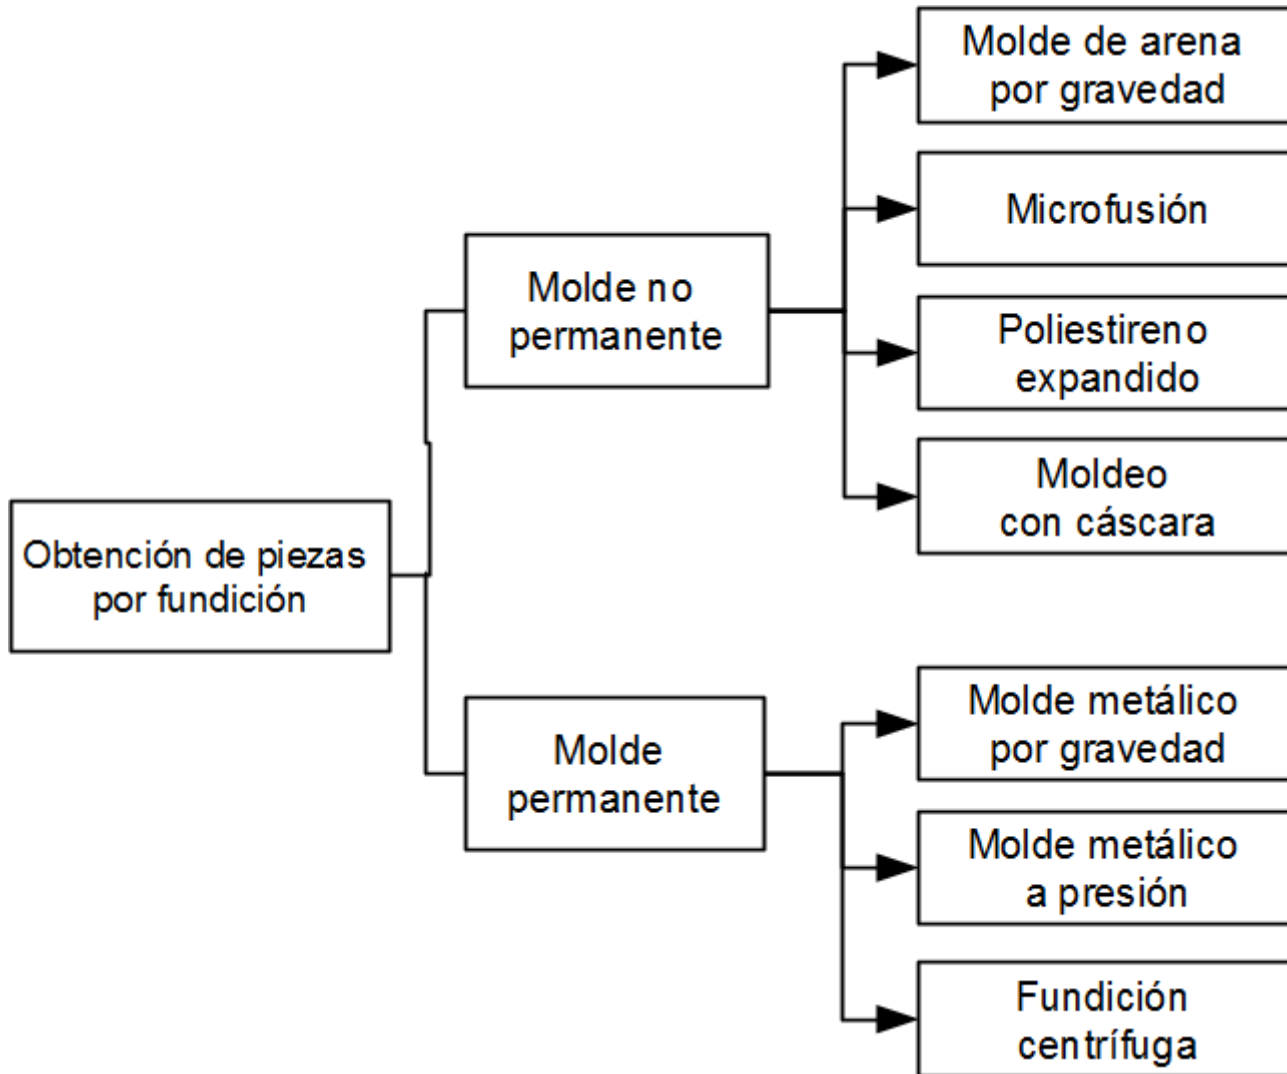 Molde de arena
por gravedad
Microfusión
Molde no
permanente
Poliestireno
expandido
Moldeo
con cáscara
Obtención de piezas
por fundición
Molde metálico
por gravedad
Molde
permanente
Molde metálico
a presión
Fundición
centrífuga